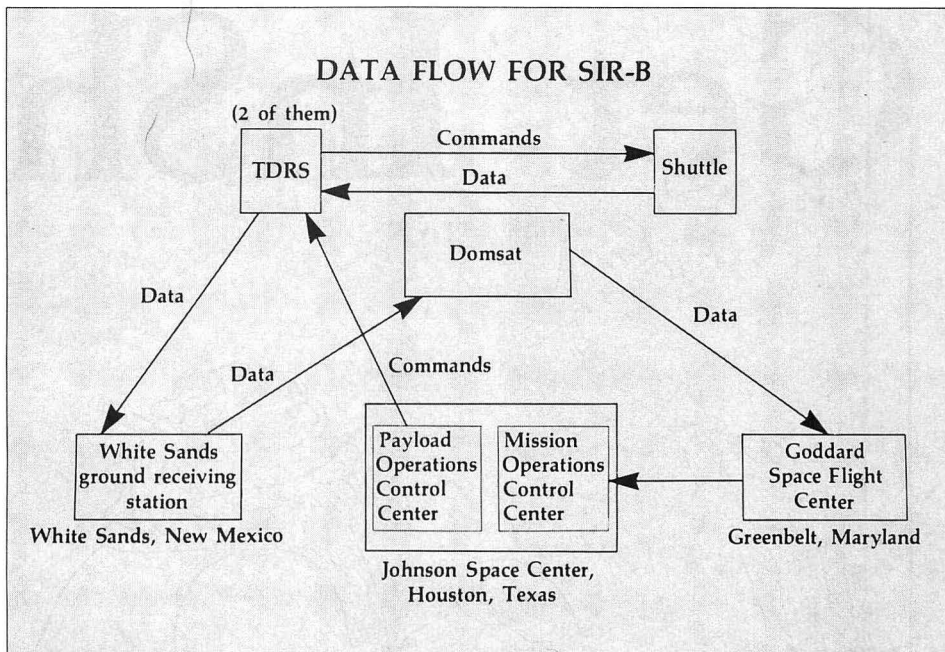 DATA FLOW FOR SIR-B
(2 of them)
TDRS
Commands
Data
Shuttle
Domsat
Data
Data
Data
Commands
White Sands
ground receiving
station
White Sands, New Mexico
Payload
Operations
Control
Center
Mission
Operations
Control
Center
Johnson Space Center,
Houston, Texas
Goddard
Space Flight
Center
Greenbelt, Maryland